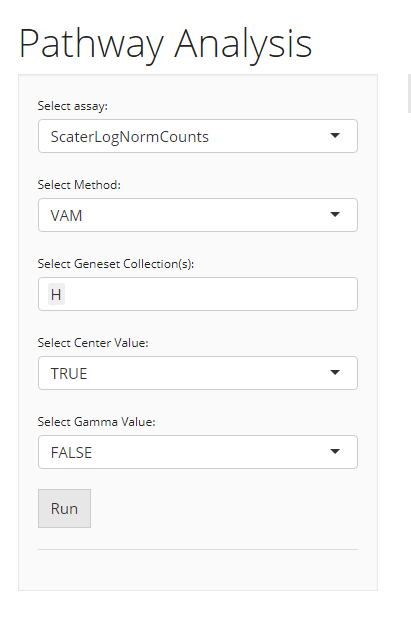 Pathway Analysis
Select assay:
ScaterLogNormCounts
Select Method:
VAM
Select Geneset Collection(s):
H
Select Center Value:
TRUE
Select Gamma Value:
FALSE
Run